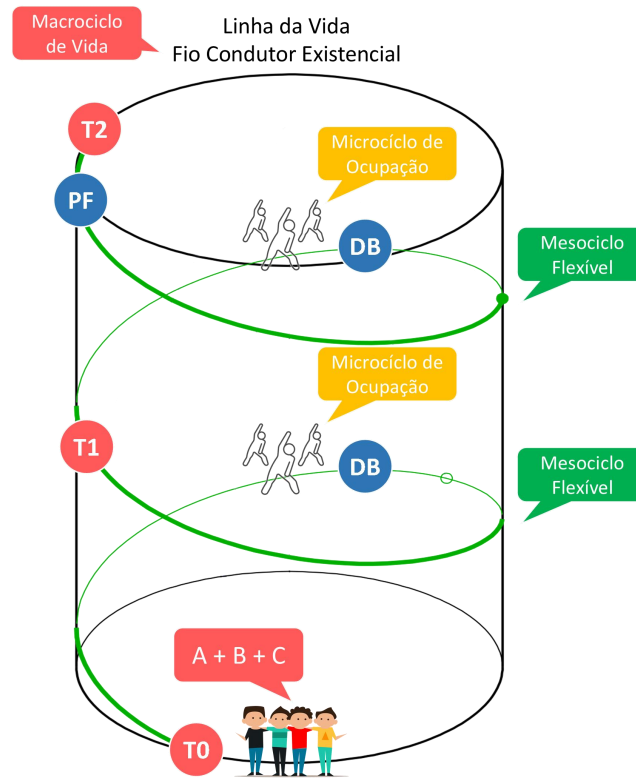 Macrociclo
de Vida
Linha da Vida
Fio Condutor Existencial
T2
Microcíclo de
Ocupação
PF
DB
Mesociclo
Flexível
Microcíclo de
Ocupação
T1
DB
Mesociclo
Flexível
A + B + C
T0